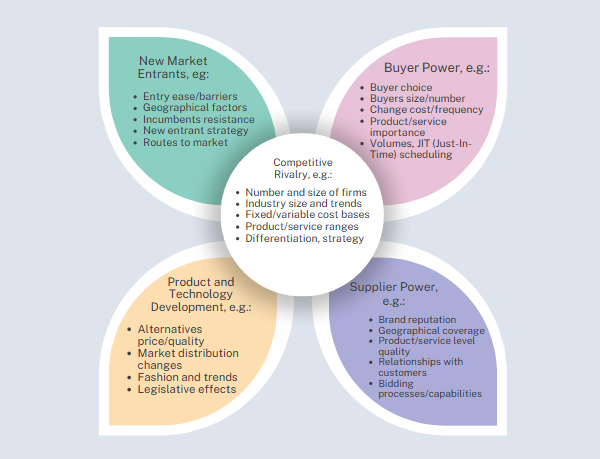 New Market
Entrants, eg:
• Entry ease/barriers
• Geographical factors
• Incumbents resistance
• New entrant strategy
• Routes to market
Buyer Power, e.g.:
• Buyer choice
• Buyers size/number
• Change cost/frequency
• Product/service
importance
• Volumes, JIT (Just-In-
Time) scheduling
Competitive
Rivalry, e.g.:
• Number and size of firms
• Industry size and trends
• Fixed/variable cost bases
• Product/service ranges
• Differentiation, strategy
Product and
Technology
Development, e.g.:
• Alternatives
price/quality
• Market distribution
changes
• Fashion and trends
• Legislative effects
Supplier Power,
e.g.:
• Brand reputation
• Geographical coverage
• Product/service level
quality
• Relationships with
customers
• Bidding
processes/capabilities